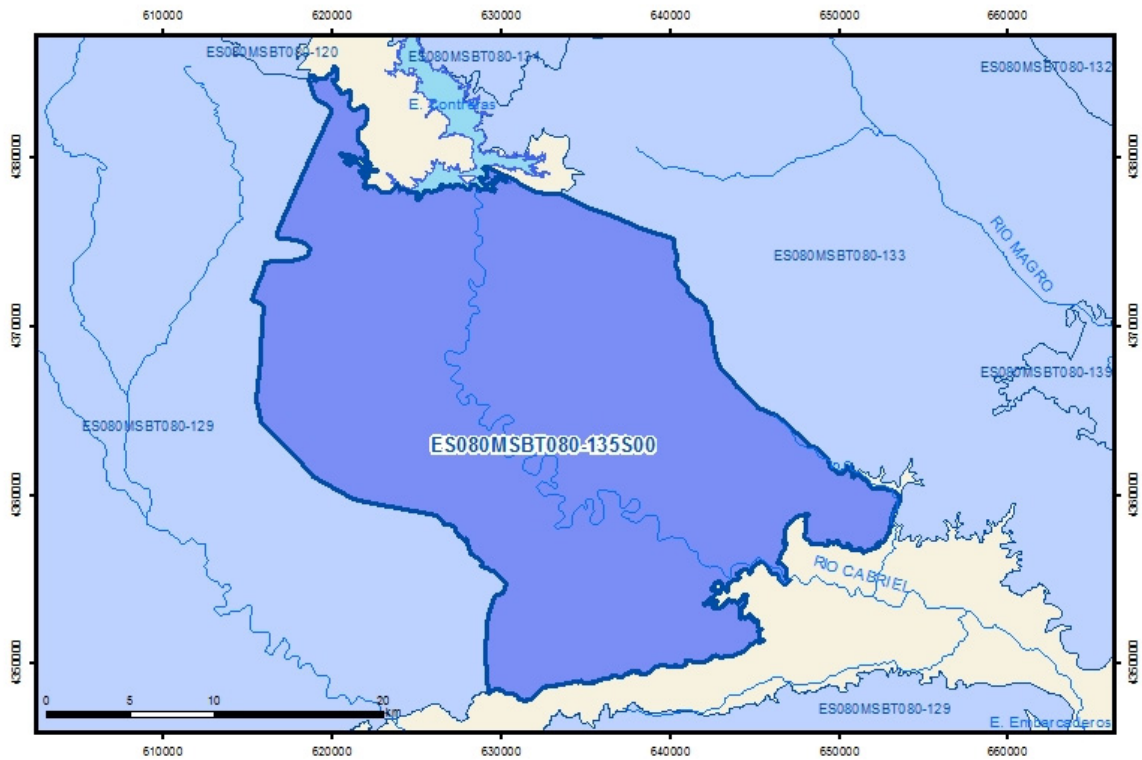 610000 620000 630000 640000 650000 660000
ES080MSBT080-120
ES080MSBT080-134
ES080MSBT080-132
E. Contreras
4380000
4380000
RIO MAGRO
ES080MSBT080-133
4370000
4370000
ES080MSBT080-139
ES080MSBT080-129
ES080MSBT080-135S00
4360000
4360000
RIO CABRIEL
4350000
4350000
0 5 10 20
km
ES080MSBT080-129
E. Embarcaderos
610000 620000 630000 640000 650000 660000